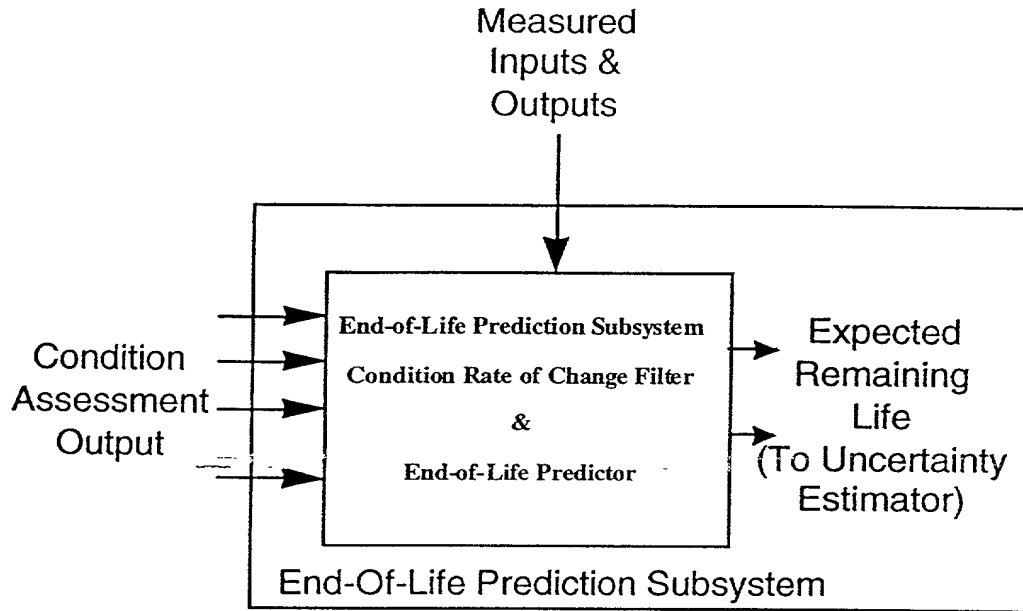 Measured
Inputs &
Outputs
Condition
Assessment
Output
End-of-Life Prediction Subsystem
Condition Rate of Change Filter
&
End-of-Life Predictor
Expected
Remaining
Life
(To Uncertainty
Estimator)
End-Of-Life Prediction Subsystem